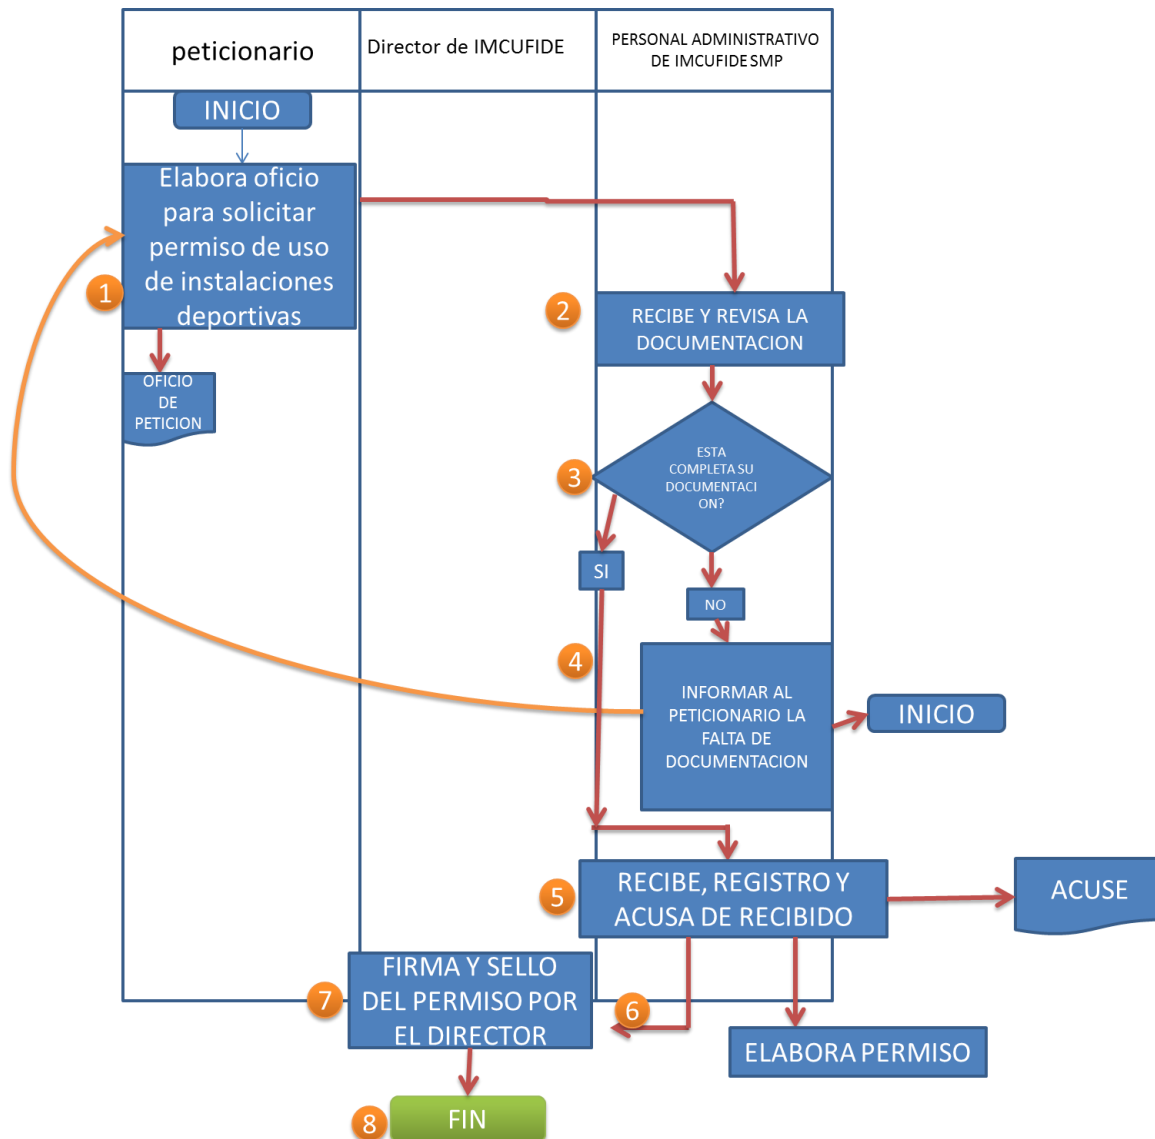 peticionario
Director de IMCUFIDE
PERSONAL ADMINISTRATIVO
DE IMCUFIDE SMP
INICIO
Elabora oficio
para solicitar
permiso de uso
de instalaciones
deportivas
1
OFICIO
DE
PETICION
2
RECIBE Y REVISA LA
DOCUMENTACION
3
ESTA
COMPLETA SU
DOCUMENTACI
ON?
SI
NO
4
INFORMAR AL
PETICIONARIO LA
FALTA DE
DOCUMENTACION
INICIO
5
RECIBE, REGISTRO Y
ACUSA DE RECIBIDO
ACUSE
6
ELABORA PERMISO
7
FIRMA Y SELLO
DEL PERMISO POR
EL DIRECTOR
8
FIN